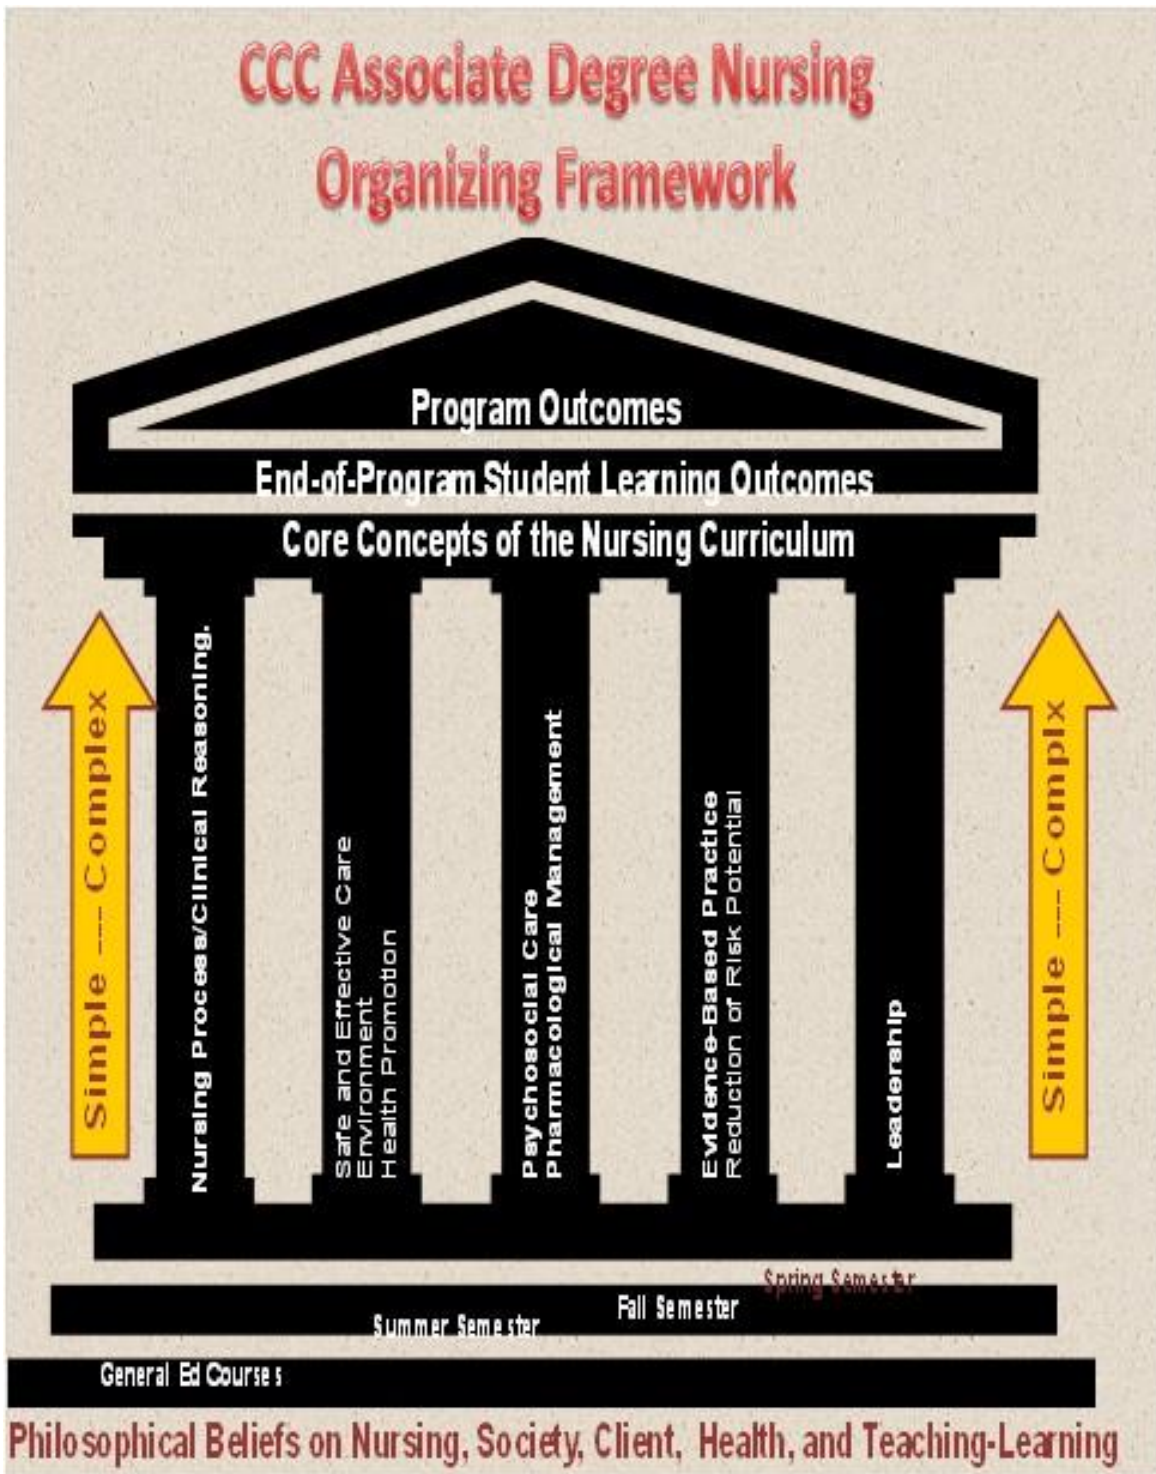 CCC Associate Degree Nursing
Organizing Framework
Program Outcomes
End-of-Program Student Learning Outcomes
Core Concepts of the Nursing Curriculum
Simple ---- Complex
Nursing Process/Clinical Reasoning.
Safe and Effective Care
Environment
Health Promotion
Psychosocial Care
Pharmacological Management
Evidence-Based Practice
Reduction of Risk Potential
Leadership
Simple ---- Complx
Spring Semester
Fall Semester
Summer Semester
General Ed Courses
Philosophical Beliefs on Nursing, Society, Client, Health, and Teaching-Learning